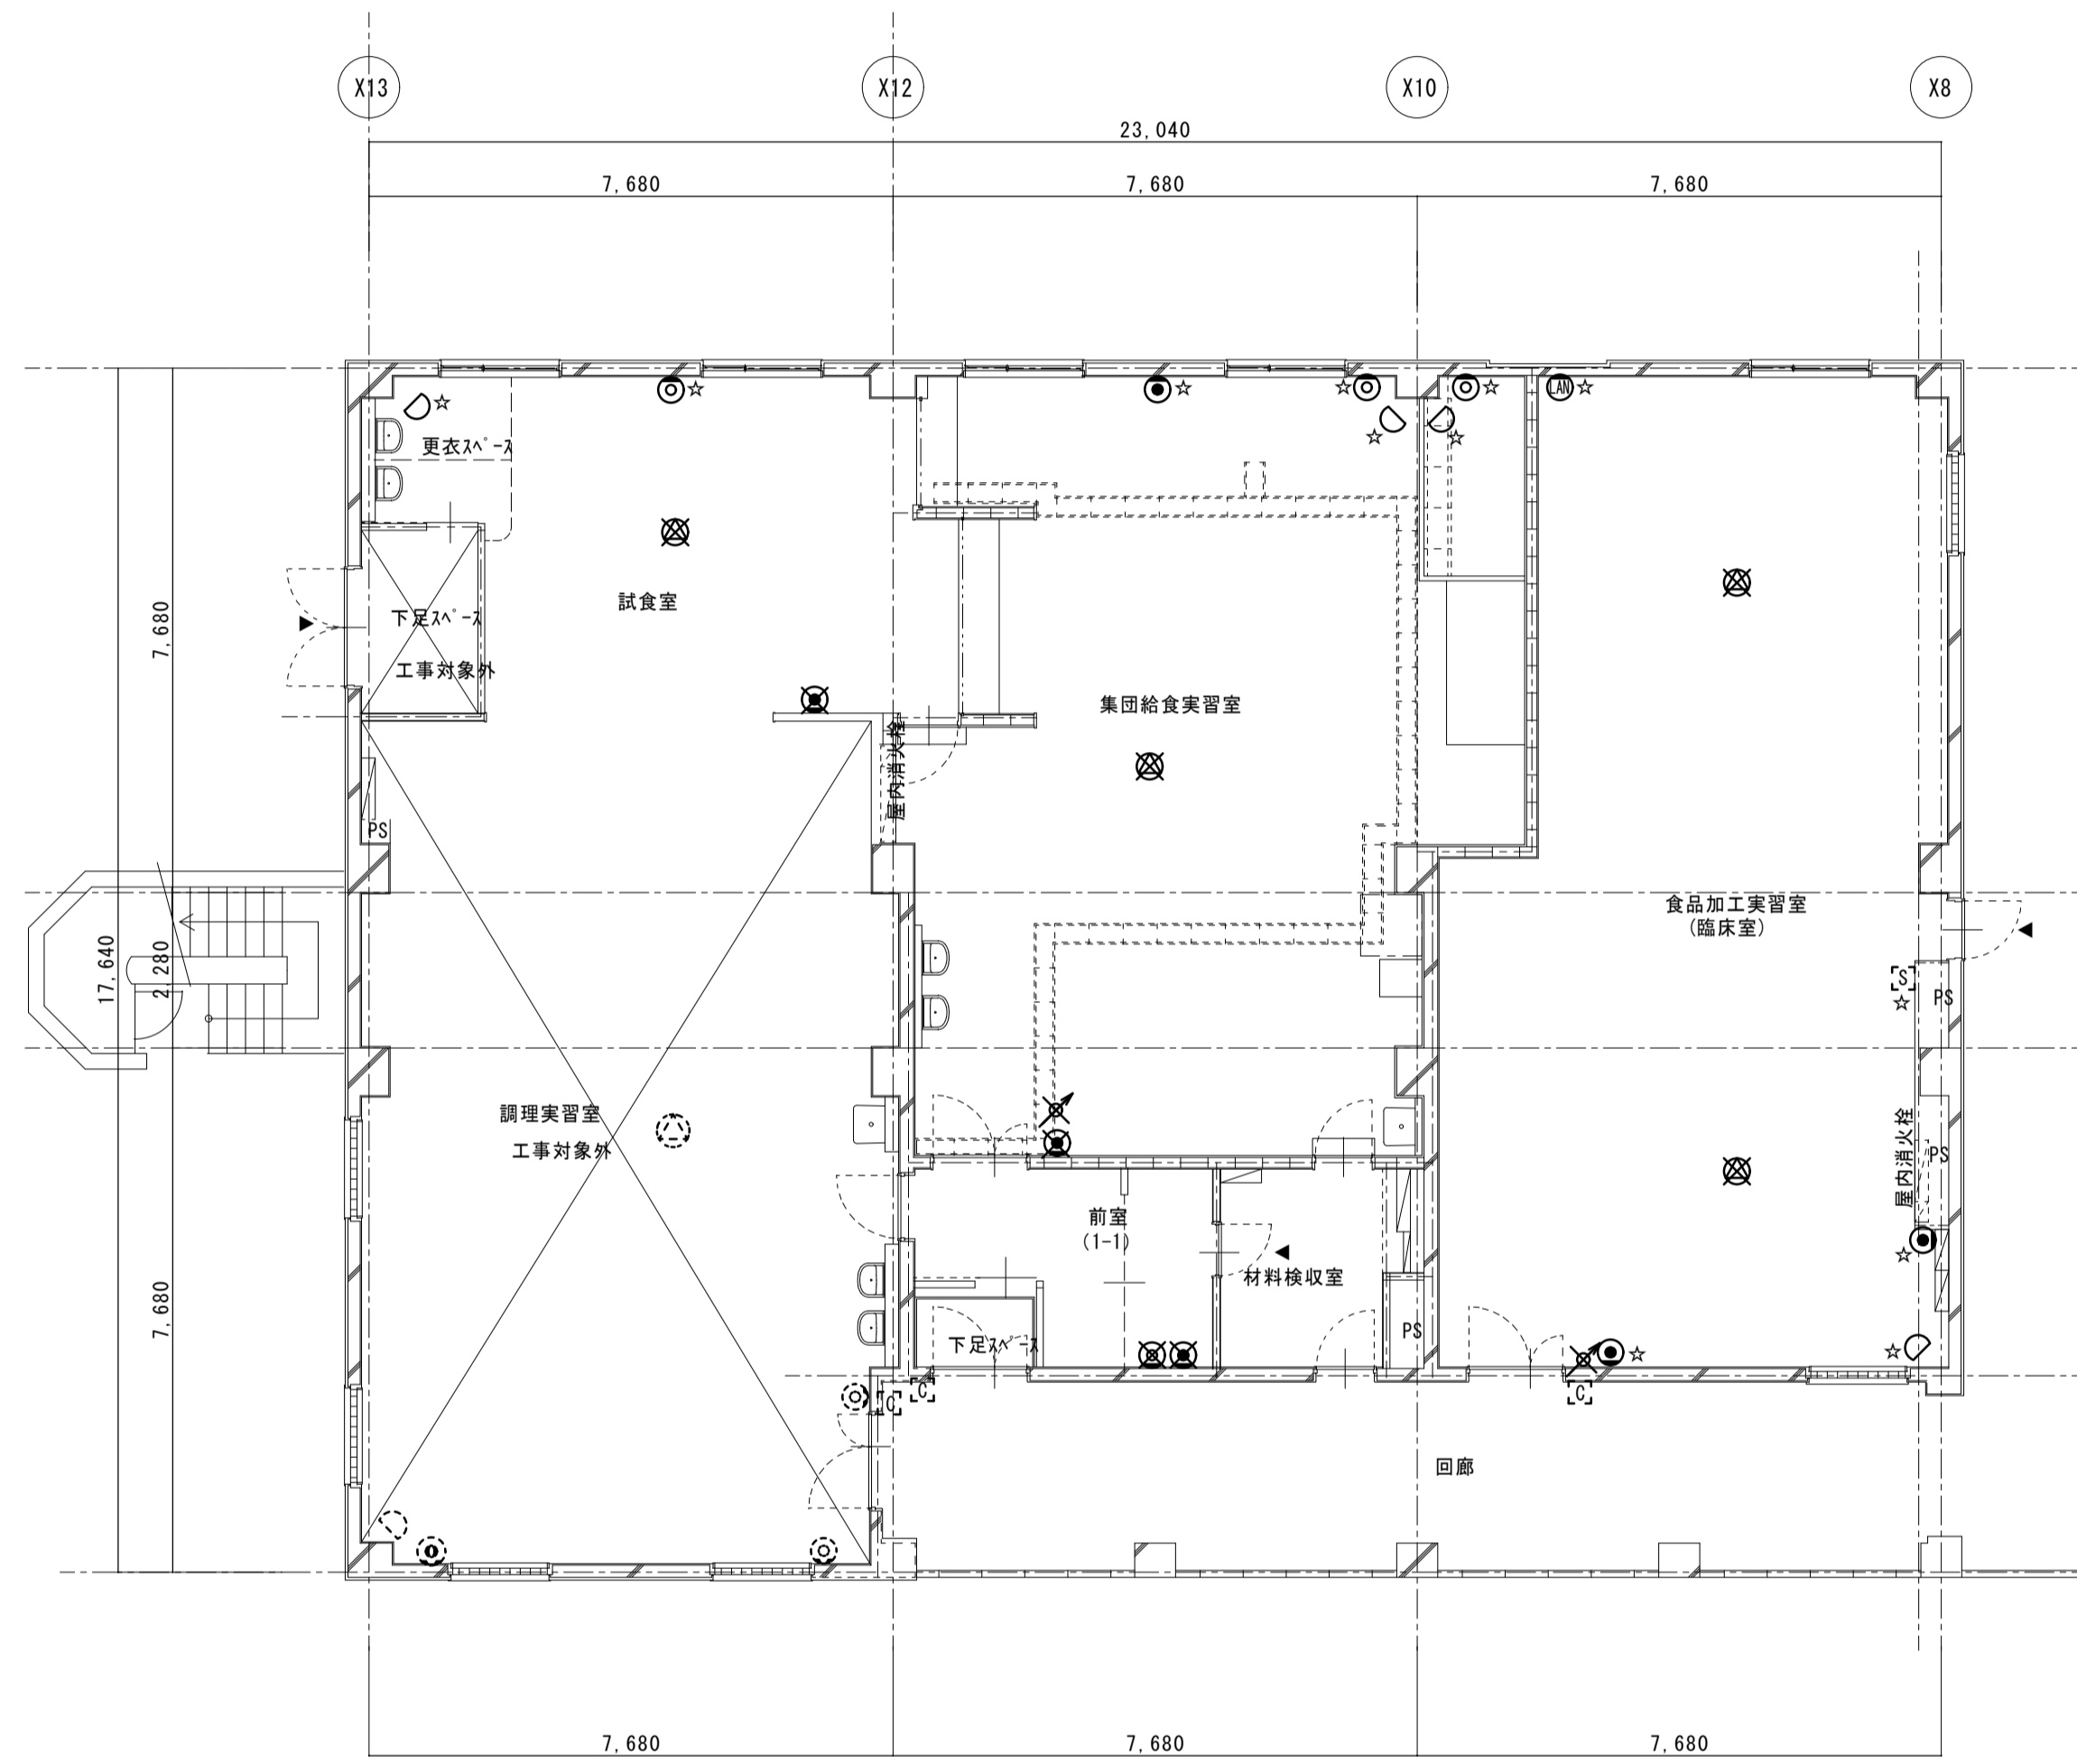 X13 X12 X10 X8
23,040
7,680 7,680 7,680
LAN
更衣ｽﾍﾟｰｽ
試食室
下足ｽﾍﾟｰｽ
工事対象外
7,680
集団給食実習室
屋内消火栓
PS
食品加工実習室
(臨床室)
17,640
2,280
S
PS
調理実習室
工事対象外
屋内消火栓
PS
前室
(1-1)
材料検収室
7,680
下足ｽﾍﾟｰｽ
PS
C
C
C
回廊
7,680 7,680 7,680